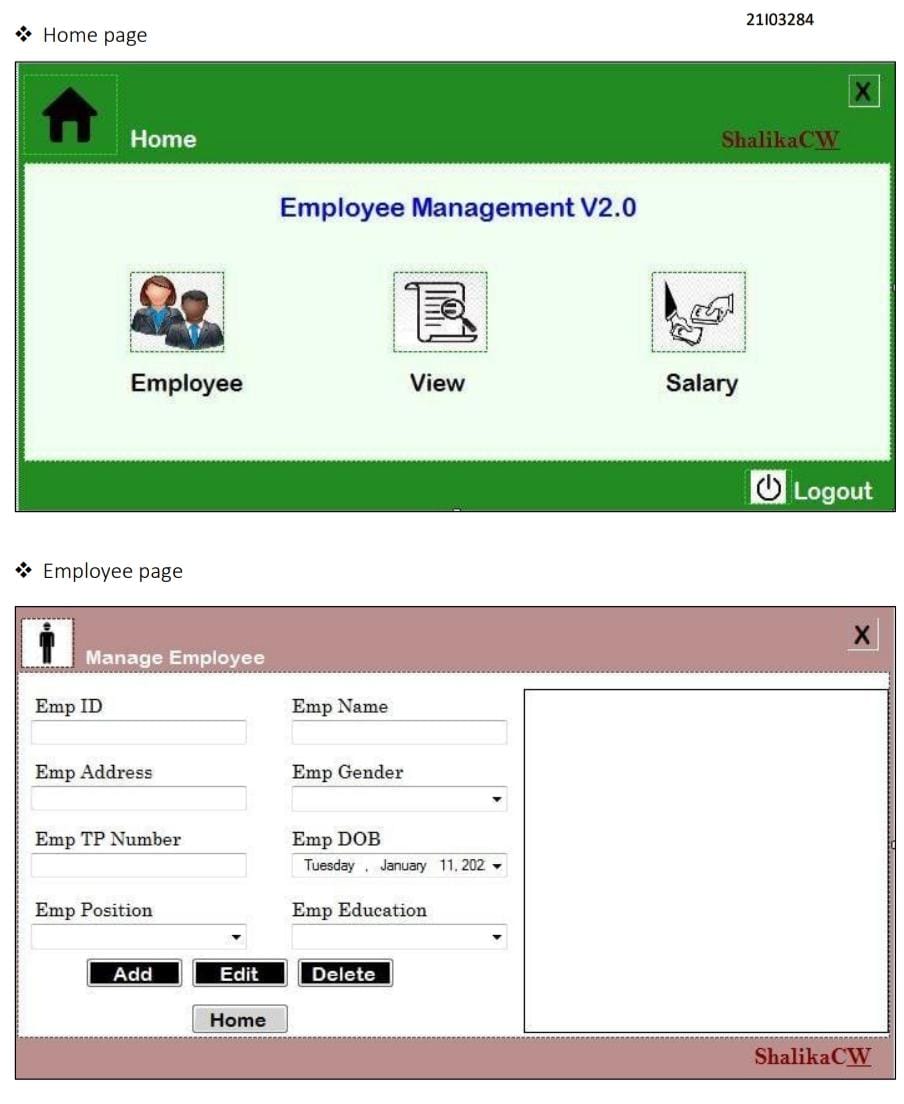 21I03284
❖ Home page
X
Home
ShalikaCW
Employee Management V2.0
Employee View Salary
Logout
❖ Employee page
X
Manage Employee
Emp ID Emp Name
Emp Address Emp Gender
Emp TP Number Emp DOB
Tuesday , January 11, 202
Emp Position Emp Education
Add Edit Delete
Home
ShalikaCW